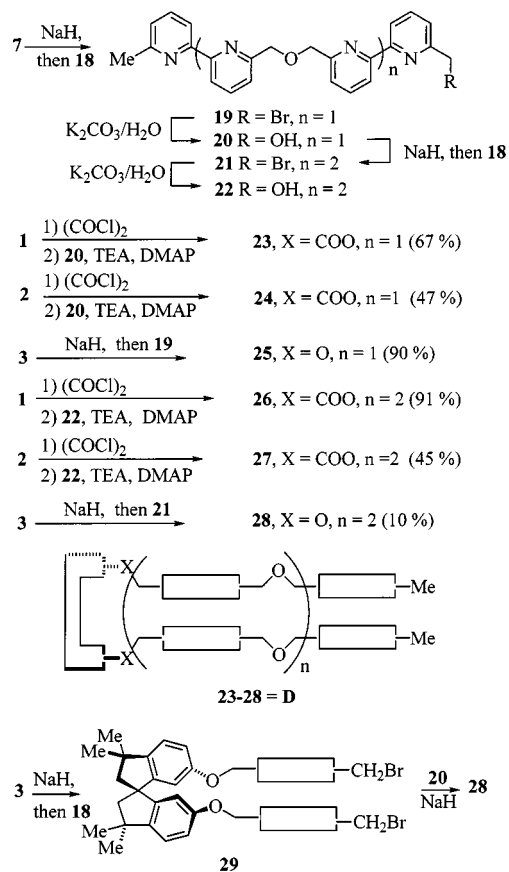 7 NaH, then 18 Me N ( N O N ) n N R
19 R = Br, n = 1
K₂CO₃/H₂O 20 R = OH, n = 1
21 R = Br, n = 2 NaH, then 18
K₂CO₃/H₂O 22 R = OH, n = 2
1 1) (COCl)₂ 2) 20, TEA, DMAP 23, X = COO, n = 1 (67 %)
2 1) (COCl)₂ 2) 20, TEA, DMAP 24, X = COO, n =1 (47 %)
3 NaH, then 19 25, X = O, n = 1 (90 %)
1 1) (COCl)₂ 2) 22, TEA, DMAP 26, X = COO, n = 2 (91 %)
2 1) (COCl)₂ 2) 22, TEA, DMAP 27, X = COO, n =2 (45 %)
3 NaH, then 21 28, X = O, n = 2 (10 %)
X ( O ) Me
X ( O ) n Me
23-28 = D
Me Me O CH₂Br
3 NaH, then 18 20 NaH 28
O CH₂Br
Me Me
29